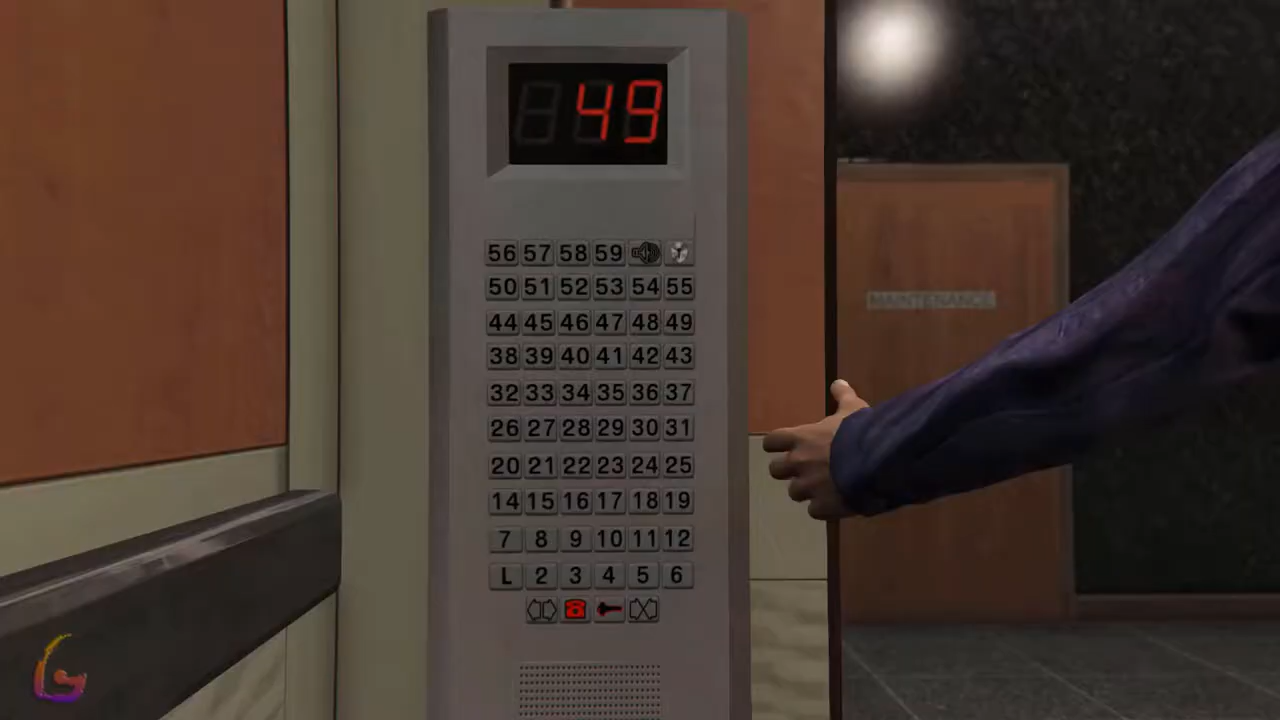 49
56 57 58 59
50 51 52 53 54 55
44 45 46 47 48 49
38 39 40 41 42 43
32 33 34 35 36 37
26 27 28 29 30 31
20 21 22 23 24 25
14 15 16 17 18 19
7 8 9 10 11 12
L 2 3 4 5 6
MAINTENANCE